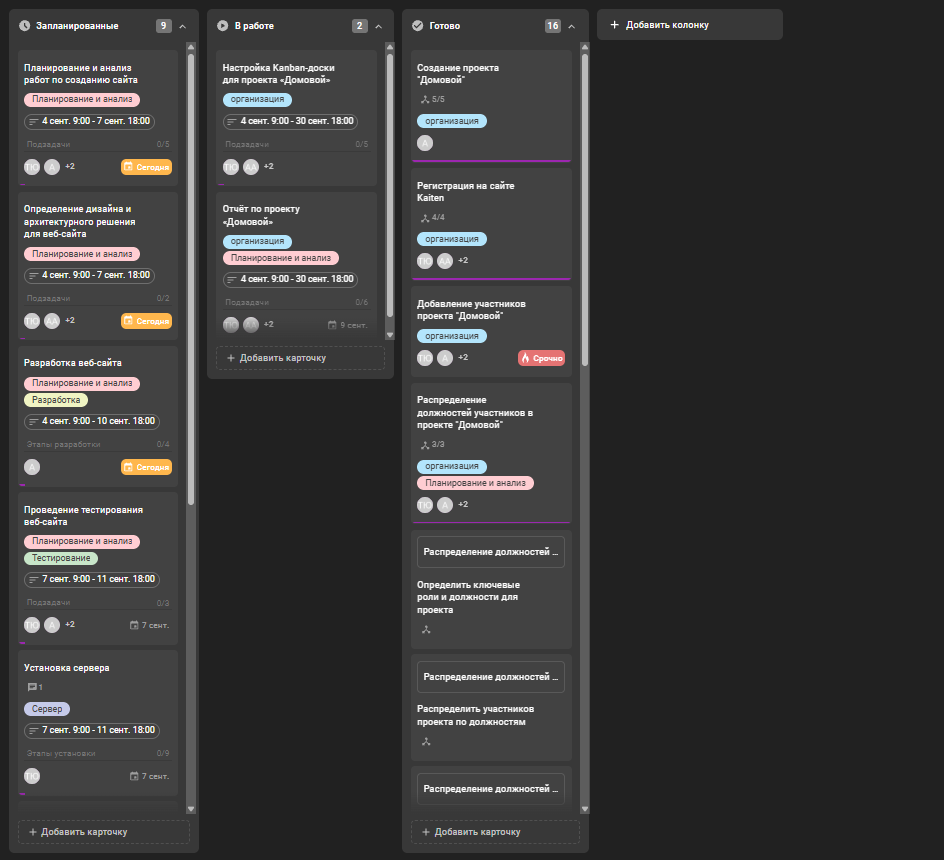 Запланированные
9
Планирование и анализ
работ по созданию сайта
Планирование и анализ
4 сент. 9:00 - 7 сент. 18:00
Подзадачи 0/5
ТЮ А +2 Сегодня
Определение дизайна и
архитектурного решения
для веб-сайта
Планирование и анализ
4 сент. 9:00 - 7 сент. 18:00
Подзадачи 0/2
ТЮ АА +2 Сегодня
Разработка веб-сайта
Планирование и анализ
Разработка
4 сент. 9:00 - 10 сент. 18:00
Этапы разработки 0/4
А Сегодня
Проведение тестирования
веб-сайта
Планирование и анализ
Тестирование
7 сент. 9:00 - 11 сент. 18:00
Подзадачи 0/3
ТЮ А +2 7 сент.
Установка сервера
1
Сервер
7 сент. 9:00 - 11 сент. 18:00
Этапы установки 0/9
ТЮ 7 сент.
+ Добавить карточку
В работе
2
Настройка Kanban-доски
для проекта «Домовой»
организация
4 сент. 9:00 - 30 сент. 18:00
Подзадачи 0/5
ТЮ АА +2
Отчёт по проекту
«Домовой»
организация
Планирование и анализ
4 сент. 9:00 - 30 сент. 18:00
Подзадачи 0/6
+2 9 сент.
+ Добавить карточку
Готово
16
Создание проекта
"Домовой"
5/5
организация
А
Регистрация на сайте
Kaiten
4/4
организация
ТЮ АА +2
Добавление участников
проекта "Домовой"
организация
ТЮ А +2 Срочно
Распределение
должностей участников в
проекте "Домовой"
3/3
организация
Планирование и анализ
ТЮ А +2
Распределение должностей ...
Определить ключевые
роли и должности для
проекта
Распределение должностей ...
Распределить участников
проекта по должностям
Распределение должностей ...
+ Добавить карточку
+ Добавить колонку